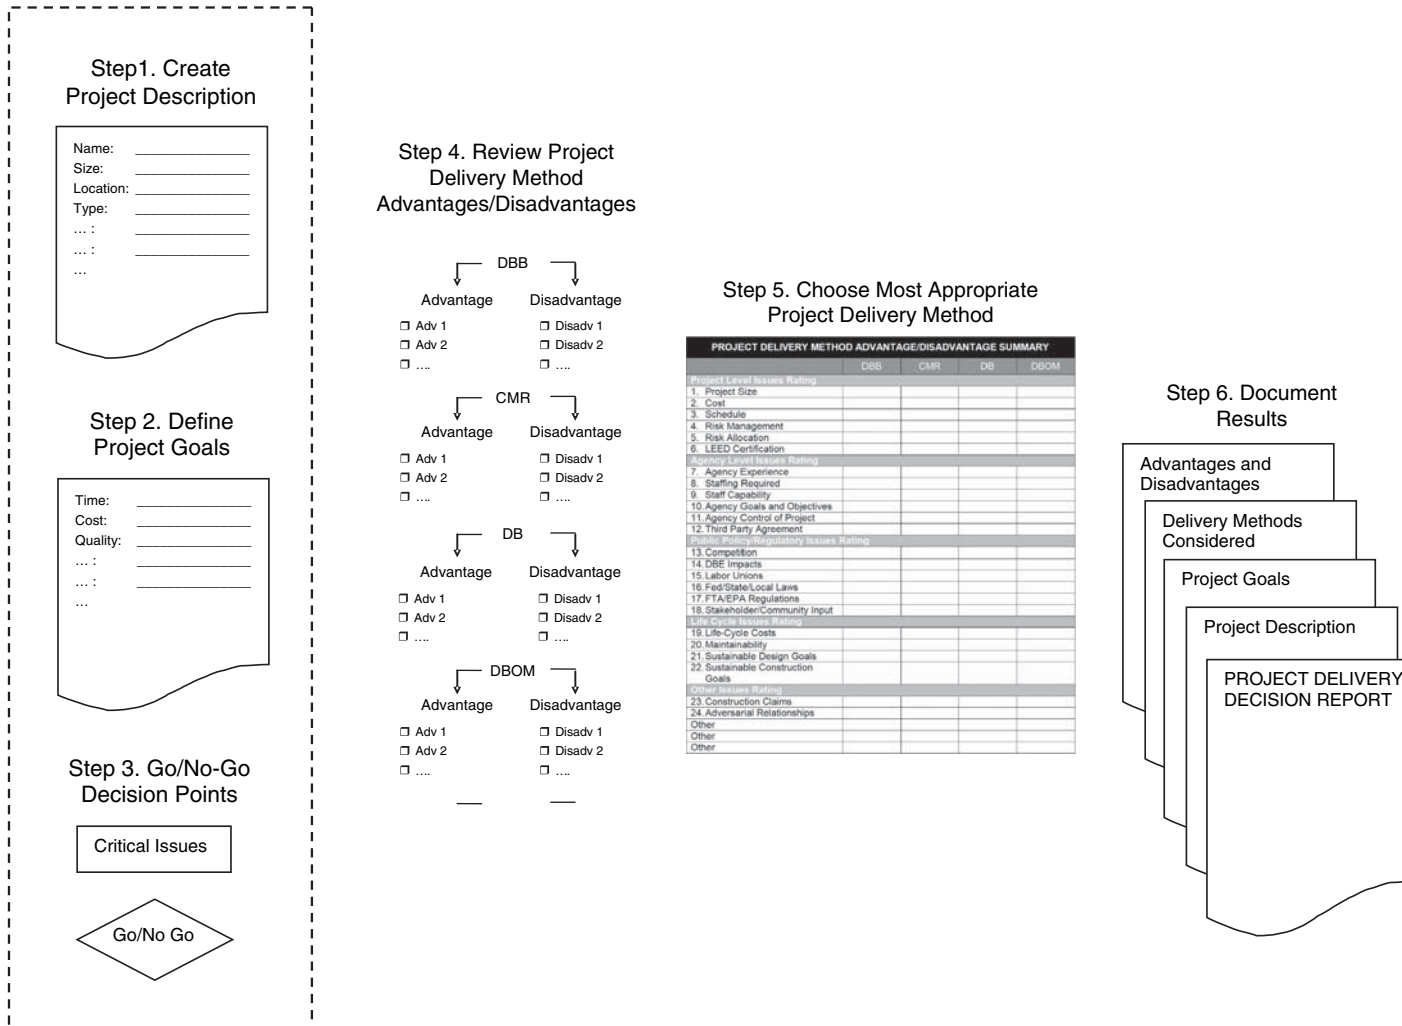 Step1. Create
Project Description
Name:
Size:
Location:
Type:
... :
... :
...
Step 2. Define
Project Goals
Time:
Cost:
Quality:
... :
... :
...
Step 3. Go/No-Go
Decision Points
Critical Issues
Go/No Go
Step 4. Review Project
Delivery Method
Advantages/Disadvantages
DBB
Advantage Disadvantage
Adv 1 Disadv 1
Adv 2 Disadv 2
.... ....
CMR
Advantage Disadvantage
Adv 1 Disadv 1
Adv 2 Disadv 2
.... ....
DB
Advantage Disadvantage
Adv 1 Disadv 1
Adv 2 Disadv 2
.... ....
DBOM
Advantage Disadvantage
Adv 1 Disadv 1
Adv 2 Disadv 2
.... ....
Step 5. Choose Most Appropriate
Project Delivery Method
PROJECT DELIVERY METHOD ADVANTAGE/DISADVANTAGE SUMMARY
DBB CMR DB DBOM
Project Level Issues Rating
1. Project Size
2. Cost
3. Schedule
4. Risk Management
5. Risk Allocation
6. LEED Certification
Agency Level Issues Rating
7. Agency Experience
8. Staffing Required
9. Staff Capability
10. Agency Goals and Objectives
11. Agency Control of Project
12. Third Party Agreement
Public Policy/Regulatory Issues Rating
13. Competition
14. DBE Impacts
15. Labor Unions
16. Fed/State/Local Laws
17. FTA/EPA Regulations
18. Stakeholder/Community Input
Life Cycle Issues Rating
19. Life-Cycle Costs
20. Maintainability
21. Sustainable Design Goals
22. Sustainable Construction
Goals
Other Issues Rating
23. Construction Claims
24. Adversarial Relationships
Other
Other
Other
Step 6. Document
Results
Advantages and
Disadvantages
Delivery Methods
Considered
Project Goals
Project Description
PROJECT DELIVERY
DECISION REPORT